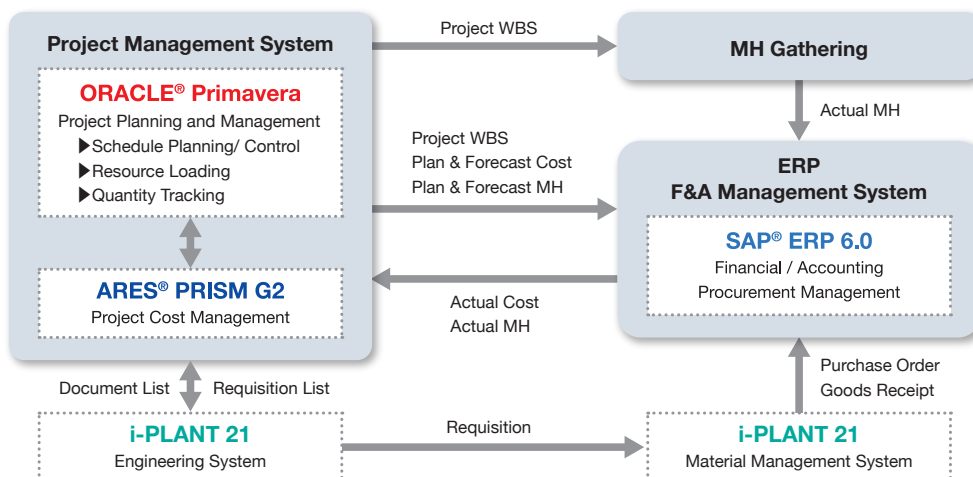 Project Management System
ORACLE® Primavera
Project Planning and Management
▶Schedule Planning/ Control
▶Resource Loading
▶Quantity Tracking
ARES® PRISM G2
Project Cost Management
Project WBS
MH Gathering
Actual MH
Project WBS
Plan & Forecast Cost
Plan & Forecast MH
ERP
F&A Management System
SAP® ERP 6.0
Financial / Accounting
Procurement Management
Actual Cost
Actual MH
Document List
Requisition List
Purchase Order
Goods Receipt
i-PLANT 21
Engineering System
Requisition
i-PLANT 21
Material Management System